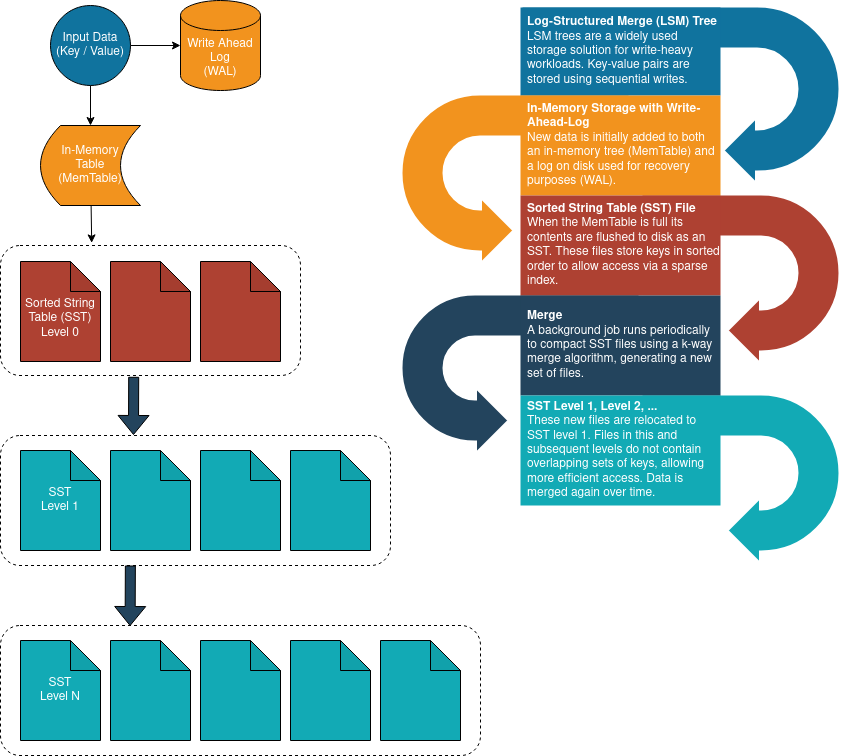 Input Data
(Key / Value)
Write Ahead
Log
(WAL)
In-Memory
Table
(MemTable)
Sorted String
Table (SST)
Level 0
SST
Level 1
SST
Level N
Log-Structured Merge (LSM) Tree
LSM trees are a widely used
storage solution for write-heavy
workloads. Key-value pairs are
stored using sequential writes.
In-Memory Storage with Write-
Ahead-Log
New data is initially added to both
an in-memory tree (MemTable) and
a log on disk used for recovery
purposes (WAL).
Sorted String Table (SST) File
When the MemTable is full its
contents are flushed to disk as an
SST. These files store keys in sorted
order to allow access via a sparse
index.
Merge
A background job runs periodically
to compact SST files using a k-way
merge algorithm, generating a new
set of files.
SST Level 1, Level 2, ...
These new files are relocated to
SST level 1. Files in this and
subsequent levels do not contain
overlapping sets of keys, allowing
more efficient access. Data is
merged again over time.